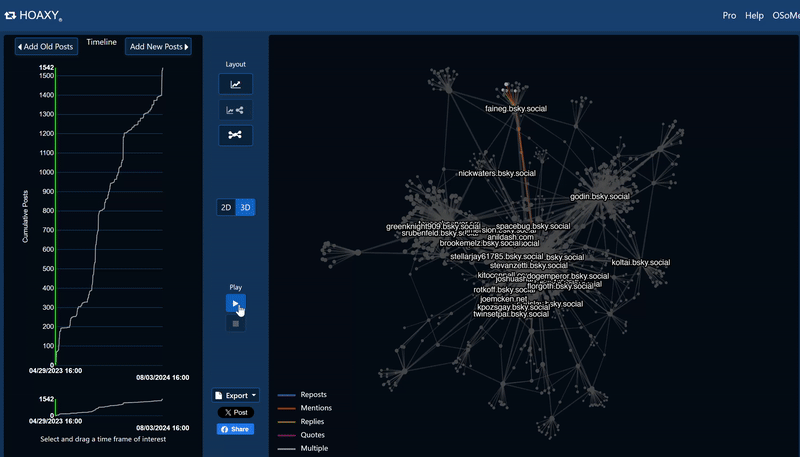 HOAXY®
Pro Help OSoMe
Add Old Posts
Timeline
Add New Posts
Cumulative Posts
1542
1500
1400
1300
1200
1100
1000
900
800
700
600
500
400
300
200
100
0
04/29/2023 16:00
08/03/2024 16:00
1542
0
04/29/2023 16:00
08/03/2024 16:00
Select and drag a time frame of interest
Layout
2D 3D
Play
Export
X Post
Share
faineg.bsky.social
nickwaters.bsky.social
godin.bsky.social
greenknight909.bsky.social
spacebug.bsky.social
srubenfeld.bsky.social
anildash.com
brookemelz.bsky.social
stellarjay61785.bsky.social
bsky.social
stevanzetti.bsky.social
koltai.bsky.social
dogemperor.bsky.social
rotkoff.bsky.social
florgoth.bsky.social
joemcken.net
kpozsgay.bsky.social
bsky.social
twinsetpai.bsky.social
Reposts
Mentions
Replies
Quotes
Multiple